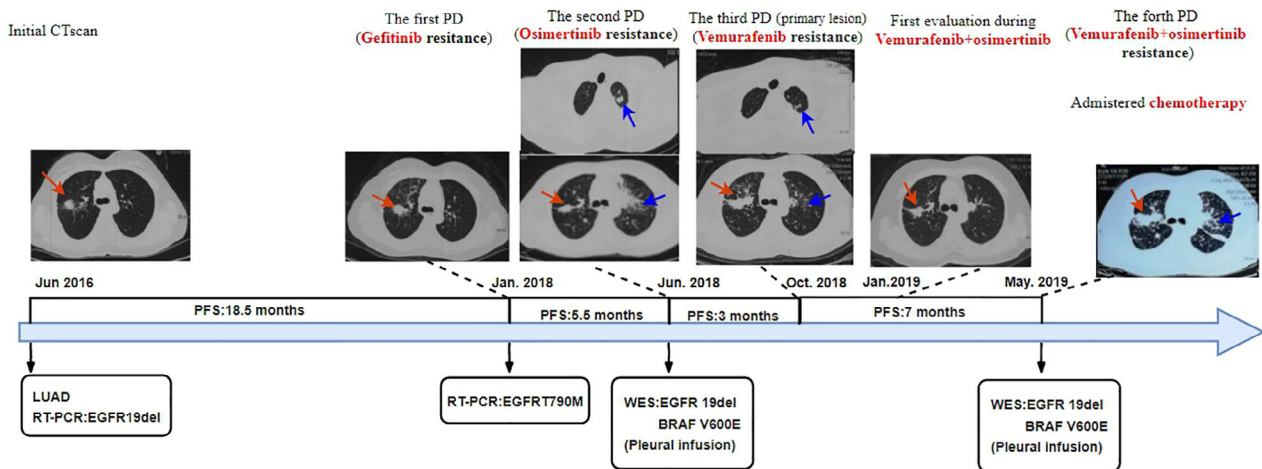 Initial CTscan
The first PD
(Gefitinib resitance)
The second PD
(Osimertinib resistance)
The third PD (primary lesion)
(Vemurafenib resistance)
First evaluation during
Vemurafenib+osimertinib
The forth PD
(Vemurafenib+osimertinib
resistance)
Admistered chemotherapy
Jun 2016
Jan. 2018
Jun. 2018
Oct. 2018
Jan.2019
May. 2019
PFS:18.5 months
PFS:5.5 months
PFS:3 months
PFS:7 months
LUAD
RT-PCR:EGFR19del
RT-PCR:EGFRT790M
WES:EGFR 19del
BRAF V600E
(Pleural infusion)
WES:EGFR 19del
BRAF V600E
(Pleural infusion)